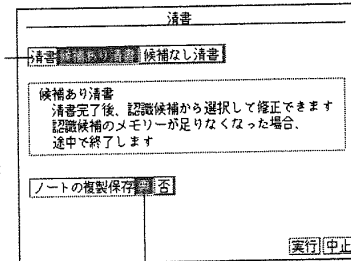 清書
清書 候補あり清書 候補なし清書
候補あり清書
清書完了後、認識候補から選択して修正できます
認識候補のメモリーが足りなくなった場合、
途中で終了します
ノートの複製保存 要 否
実行 中止